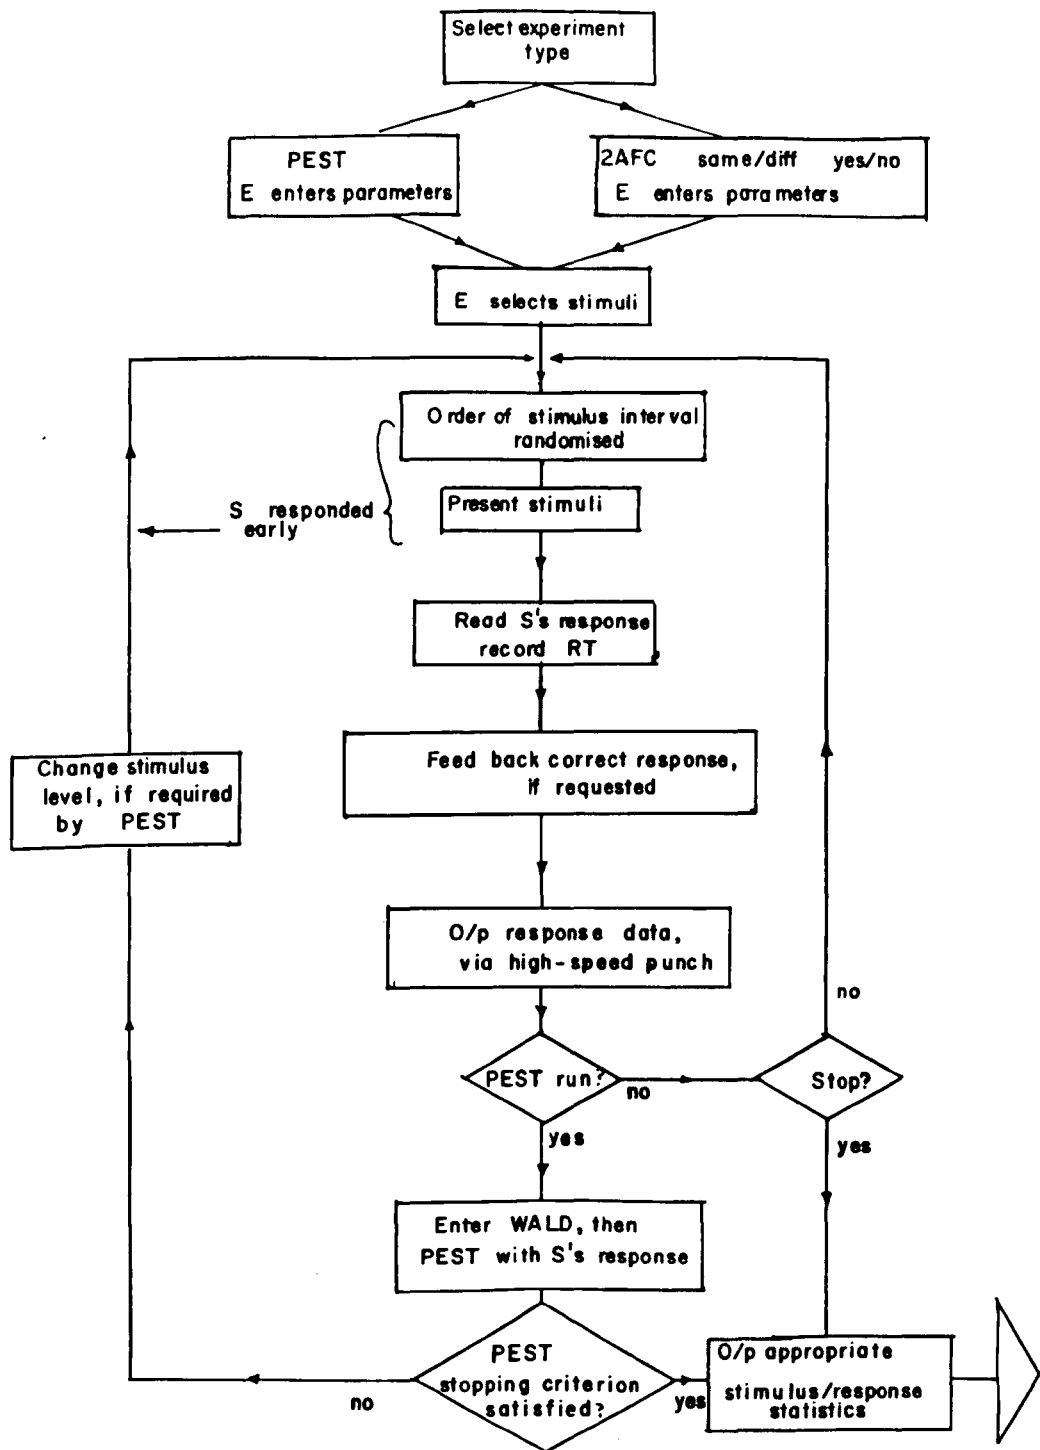 Select experiment
type
PEST
E enters parameters
2AFC same/diff yes/no
E enters parameters
E selects stimuli
Order of stimulus interval
randomised
S responded
early
Present stimuli
Read S's response
record RT
Change stimulus
level, if required
by PEST
Feed back correct response,
if requested
O/p response data,
via high-speed punch
no
PEST run?
no
Stop?
yes
yes
Enter WALD, then
PEST with S's response
PEST
stopping criterion
satisfied?
no
yes
O/p appropriate
stimulus/response
statistics